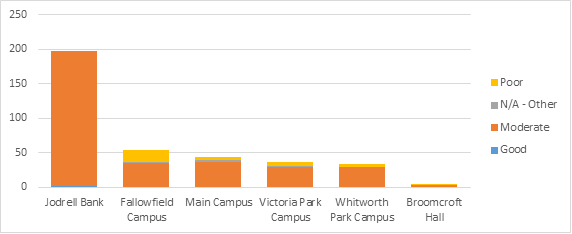 250
200
150
100
50
0
Jodrell Bank
Fallowfield
Campus
Main Campus
Victoria Park
Campus
Whitworth
Park Campus
Broomcroft
Hall
Poor
N/A - Other
Moderate
Good